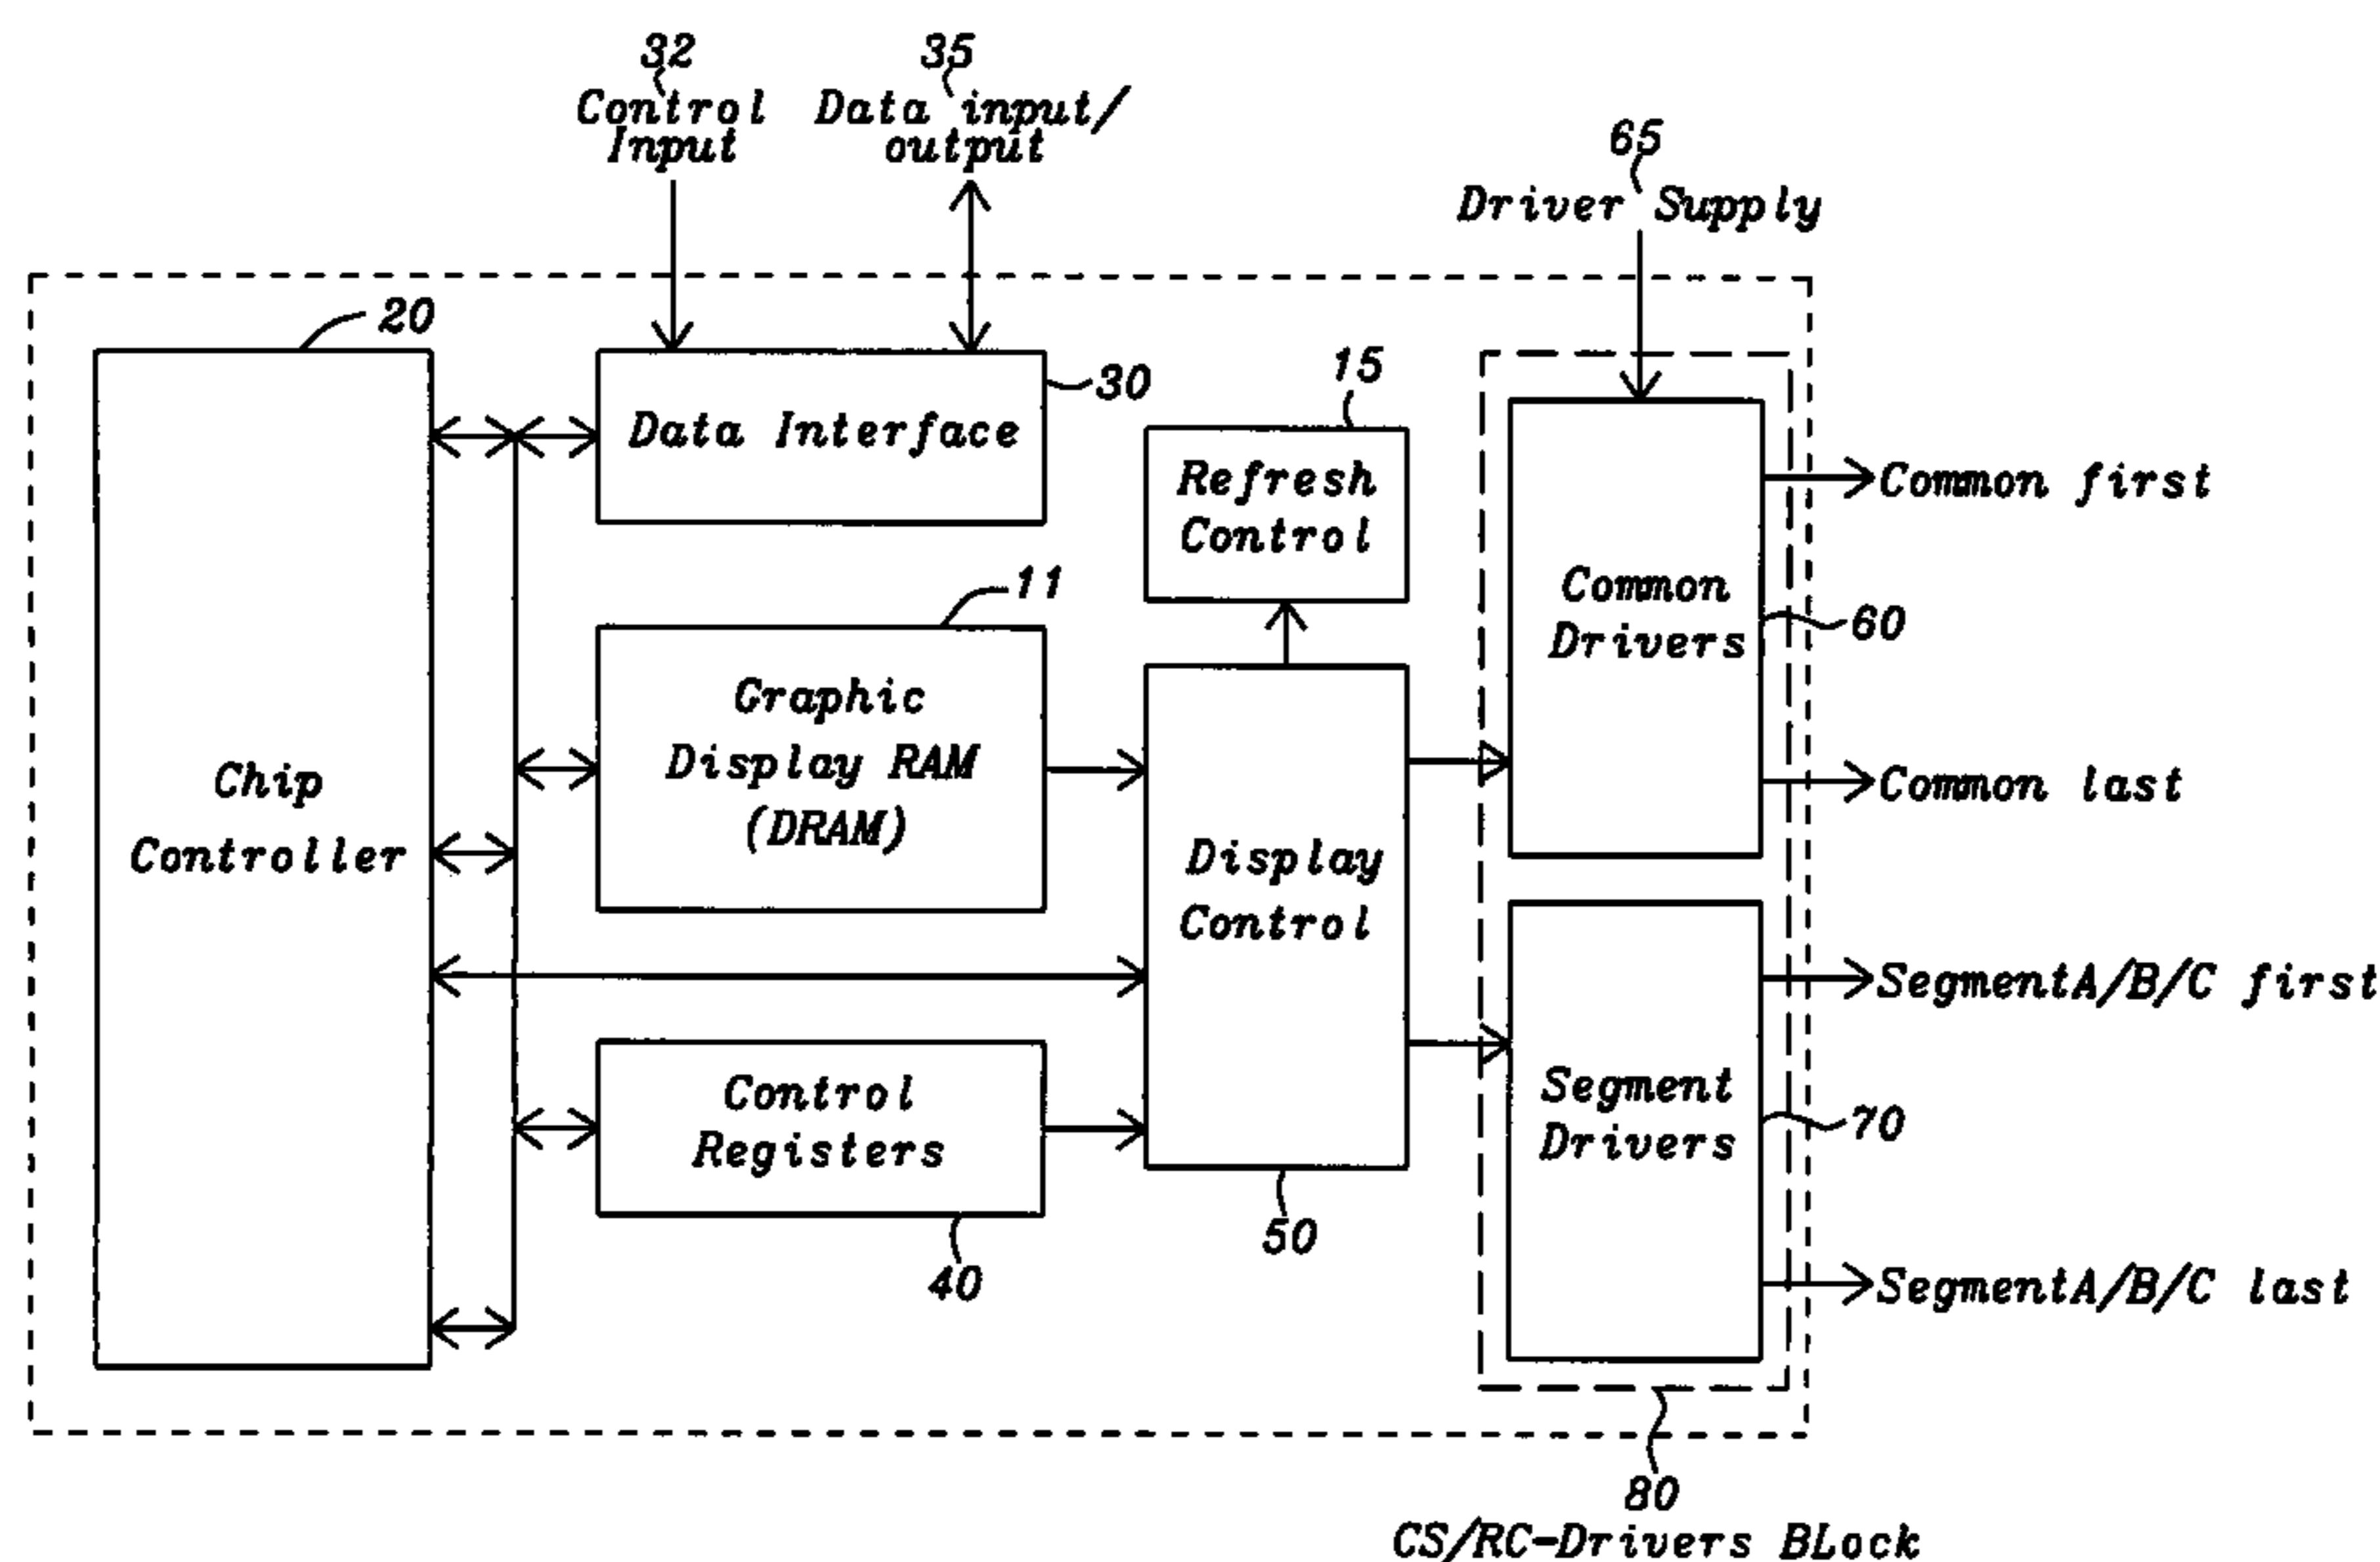 32
Control
Input
35
Data input/
output
65
Driver Supply
20
Chip
Controller
30
Data Interface
15
Refresh
Control
11
Graphic
Display RAM
(DRAM)
Display
Control
50
Control
Registers
40
Common
Drivers
60
Segment
Drivers
70
Common first
Common last
SegmentA/B/C first
SegmentA/B/C last
80
CS/RC-Drivers BLock